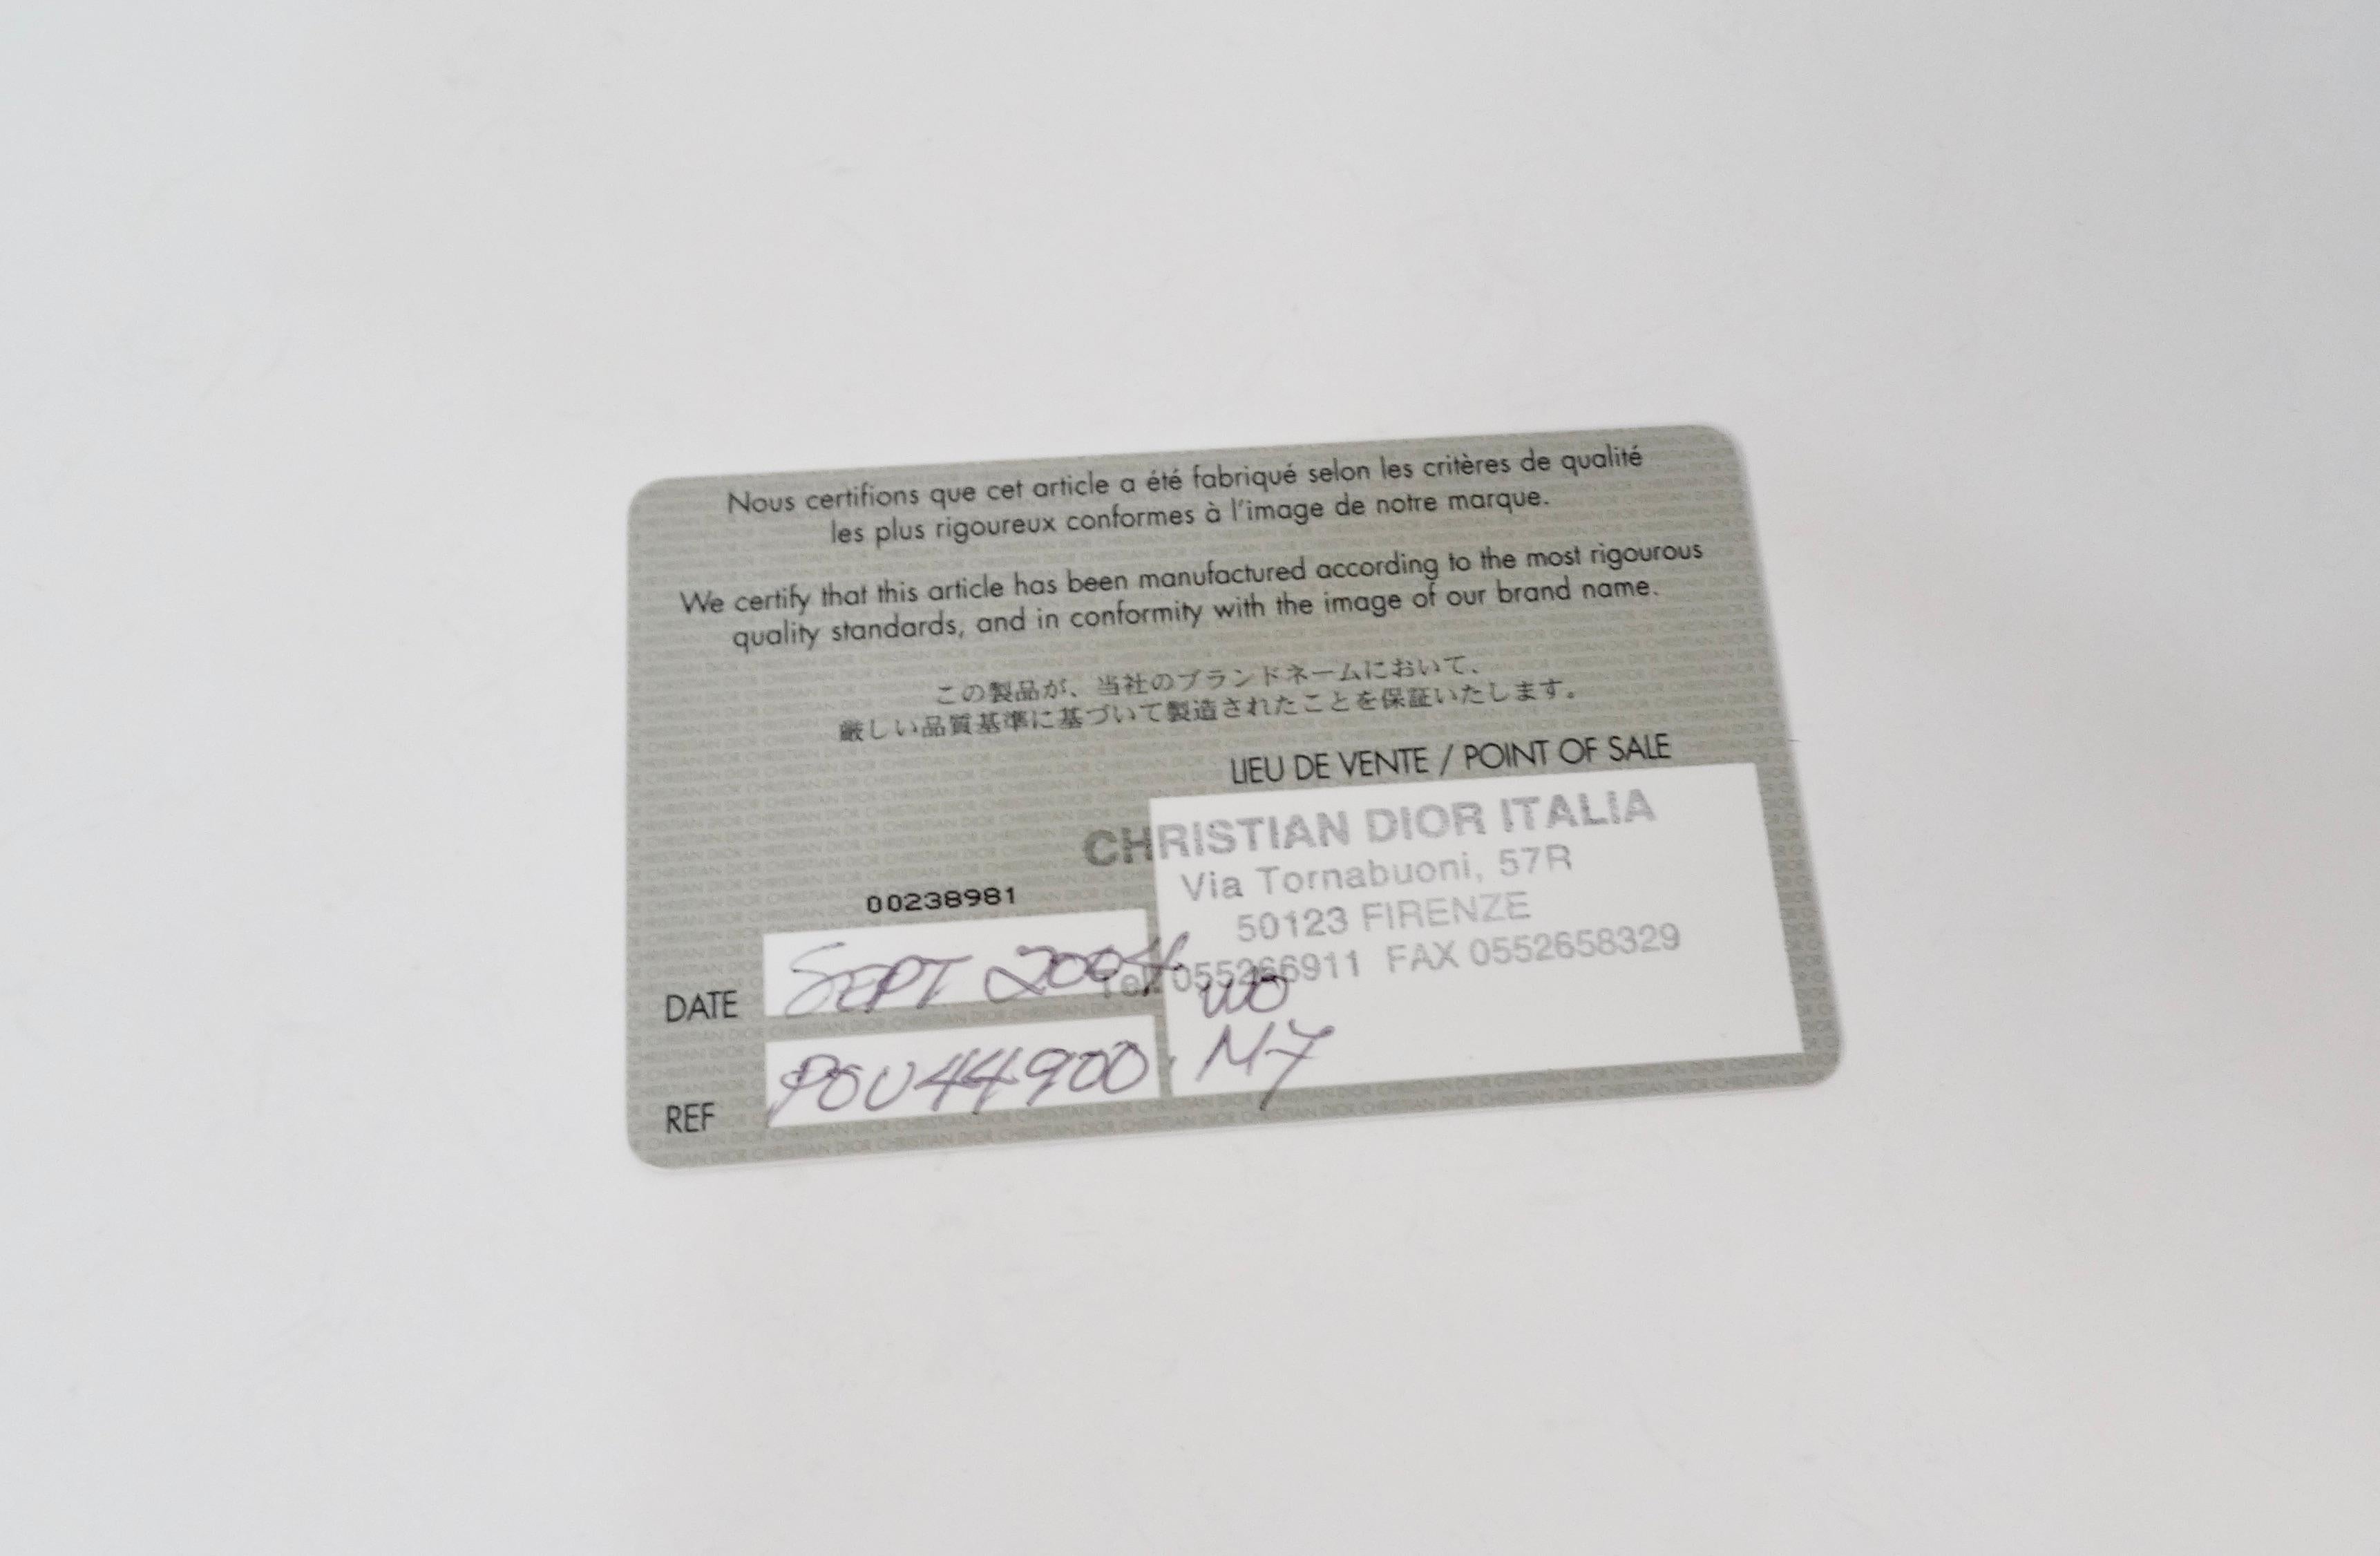 Nous certifions que cet article a été fabriqué selon les critères de qualité
les plus rigoureux conformes à l'image de notre marque.
We certify that this article has been manufactured according to the most rigourous
quality standards, and in conformity with the image of our brand name.
この製品が、当社のブランドネームにおいて、
厳しい品質基準に基づいて製造されたことを保証いたします。
LIEU DE VENTE / POINT OF SALE
CHRISTIAN DIOR ITALIA
Via Tornabuoni, 57R
50123 FIRENZE
Tel. 055266911 FAX 0552658329
00238981
DATE SEPT 2004
WO
REF POU44900 M7